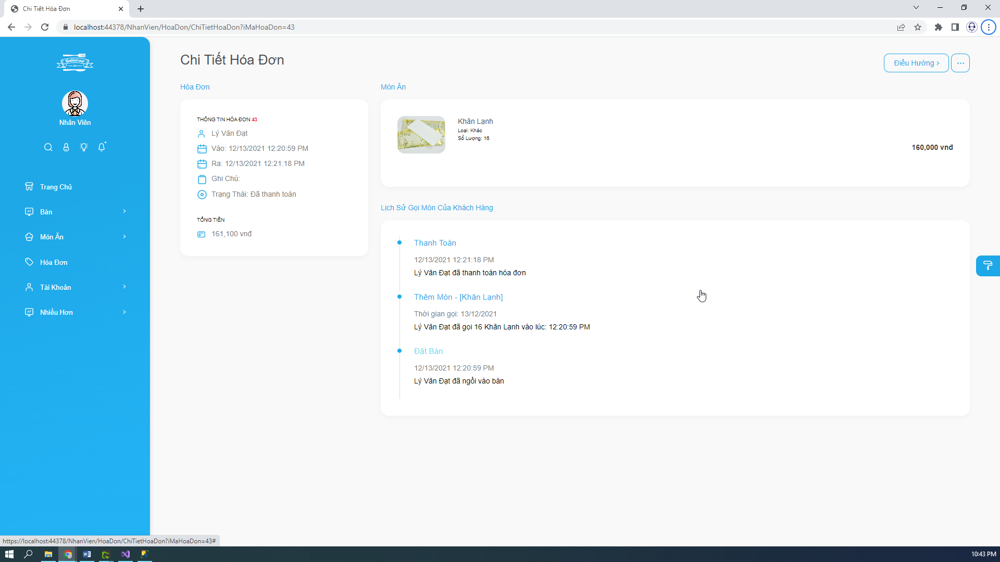 Chi Tiết Hóa Đơn
localhost:44378/NhanVien/HoaDon/ChiTietHoaDon?iMaHoaDon=43
Restaurant
Nhân Viên
Trang Chủ
Bàn
Món Ăn
Hóa Đơn
Tài Khoản
Nhiều Hơn
Chi Tiết Hóa Đơn
Điều Hướng
Hóa Đơn
THÔNG TIN HÓA ĐƠN 43
Lý Văn Đạt
Vào: 12/13/2021 12:20:59 PM
Ra: 12/13/2021 12:21:18 PM
Ghi Chú:
Trạng Thái: Đã thanh toán
TỔNG TIỀN
161,100 vnđ
Món Ăn
Khăn Lạnh
Loại: Khác
Số Lượng: 16
160,000 vnđ
Lịch Sử Gọi Món Của Khách Hàng
Thanh Toán
12/13/2021 12:21:18 PM
Lý Văn Đạt đã thanh toán hóa đơn
Thêm Món - [Khăn Lạnh]
Thời gian gọi: 13/12/2021
Lý Văn Đạt đã gọi 16 Khăn Lạnh vào lúc: 12:20:59 PM
Đặt Bàn
12/13/2021 12:20:59 PM
Lý Văn Đạt đã ngồi vào bàn
https://localhost:44378/NhanVien/HoaDon/ChiTietHoaDon?iMaHoaDon=43#
10:43 PM